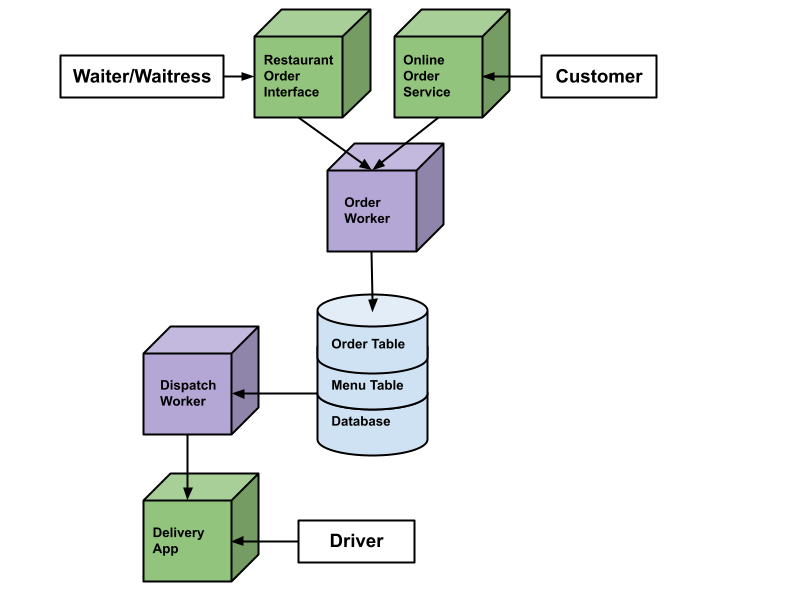 Waiter/Waitress
Restaurant
Order
Interface
Online
Order
Service
Customer
Order
Worker
Order Table
Menu Table
Database
Dispatch
Worker
Delivery
App
Driver